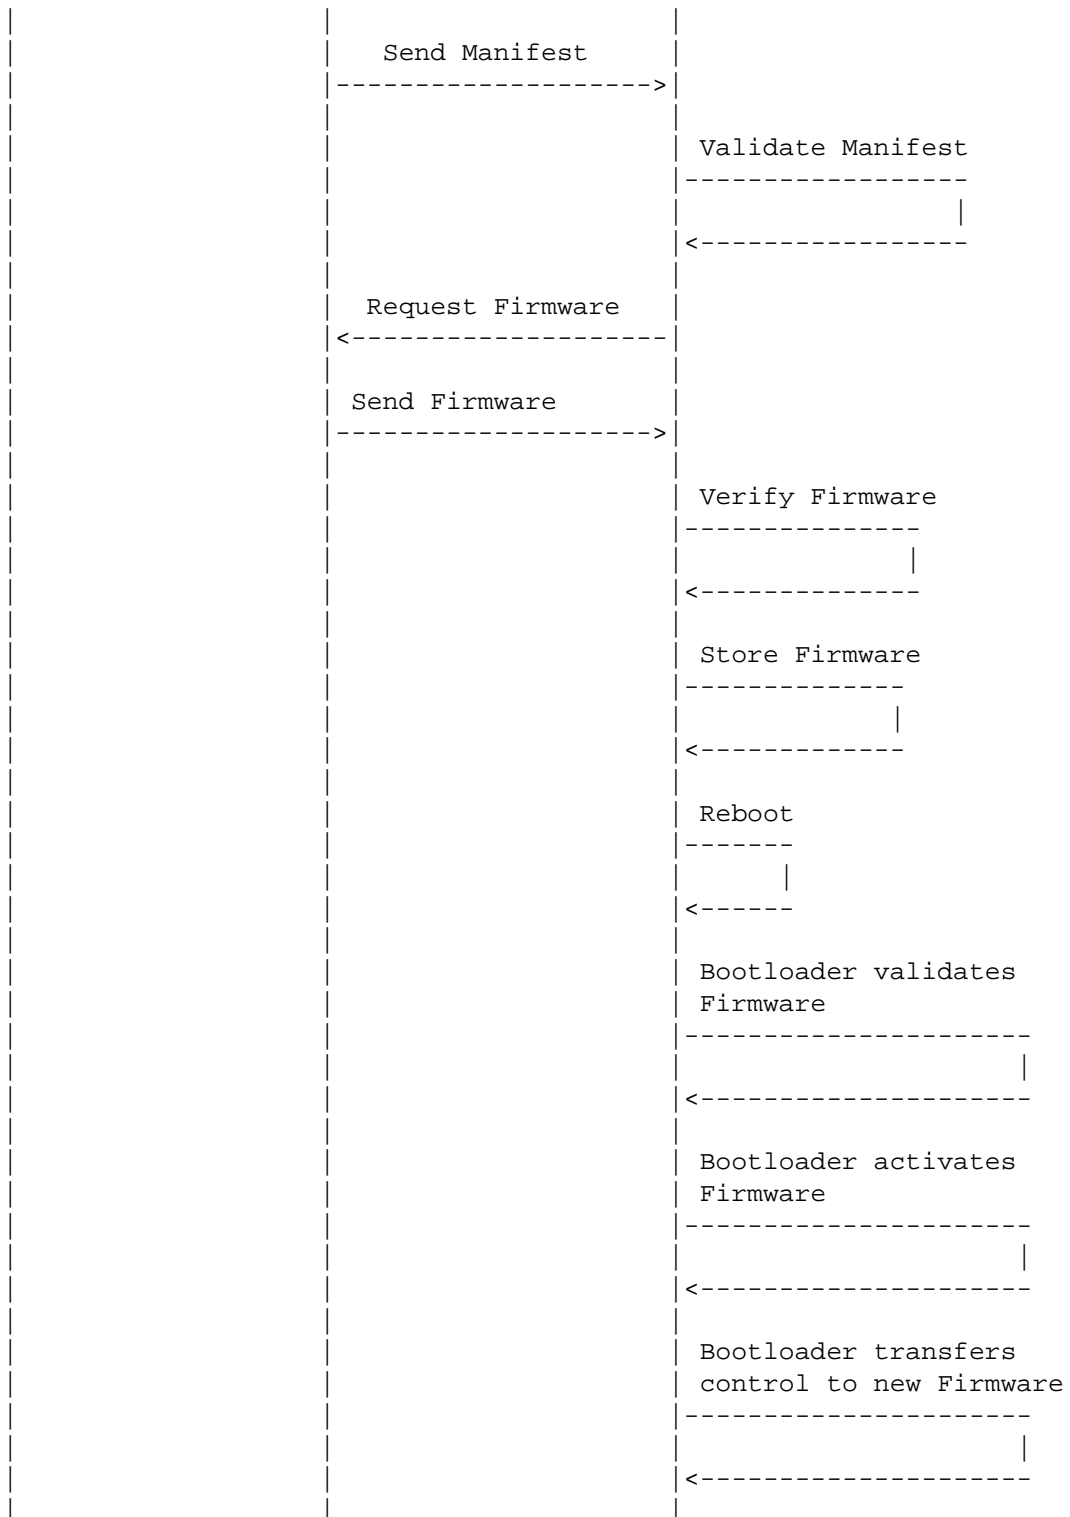 Send Manifest
Validate Manifest
Request Firmware
Send Firmware
Verify Firmware
Store Firmware
Reboot
Bootloader validates
Firmware
Bootloader activates
Firmware
Bootloader transfers
control to new Firmware